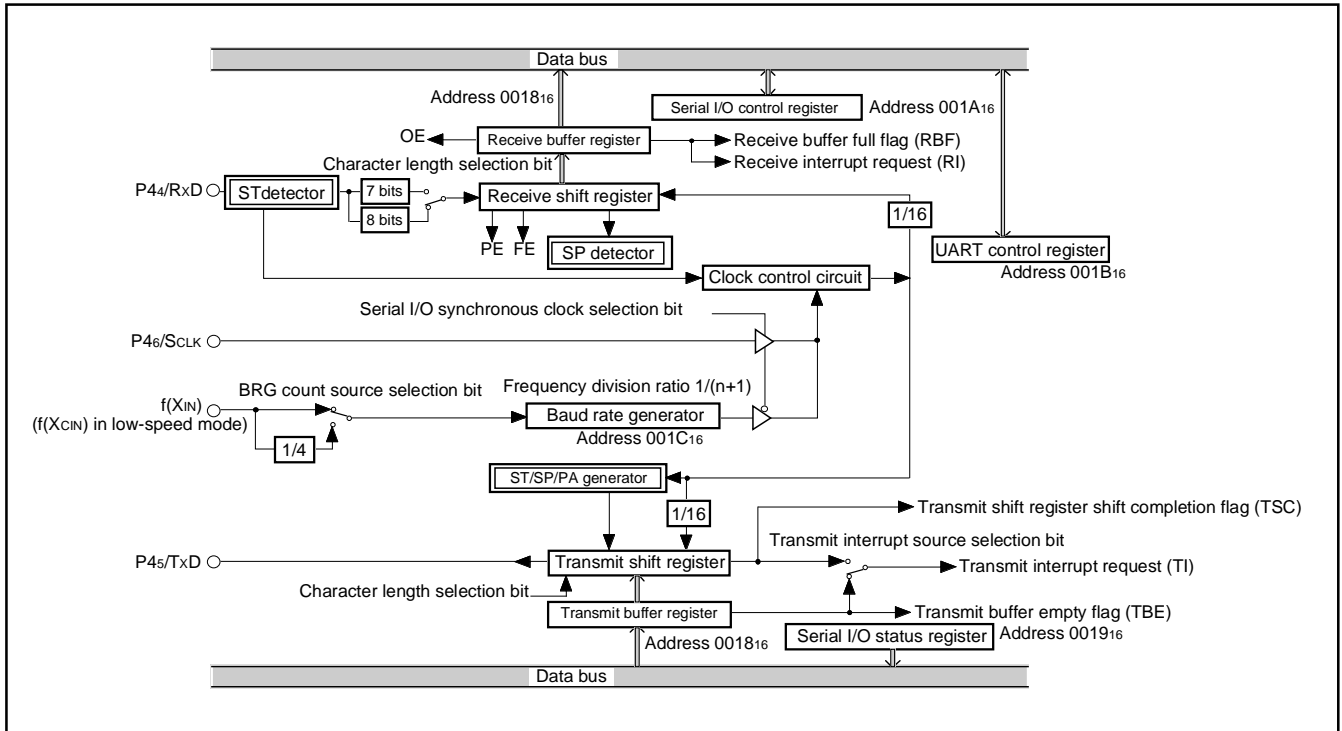 Data bus
Address 001816
Serial I/O control register
Address 001A16
OE
Receive buffer register
Receive buffer full flag (RBF)
Receive interrupt request (RI)
Character length selection bit
P44/RXD
STdetector
7 bits
8 bits
Receive shift register
1/16
PE
FE
SP detector
UART control register
Address 001B16
Clock control circuit
Serial I/O synchronous clock selection bit
P46/SCLK
BRG count source selection bit
Frequency division ratio 1/(n+1)
f(XIN)
(f(XCIN) in low-speed mode)
1/4
Baud rate generator
Address 001C16
ST/SP/PA generator
1/16
Transmit shift register shift completion flag (TSC)
Transmit interrupt source selection bit
P45/TXD
Transmit shift register
Transmit interrupt request (TI)
Character length selection bit
Transmit buffer register
Transmit buffer empty flag (TBE)
Address 001816
Serial I/O status register
Address 001916
Data bus